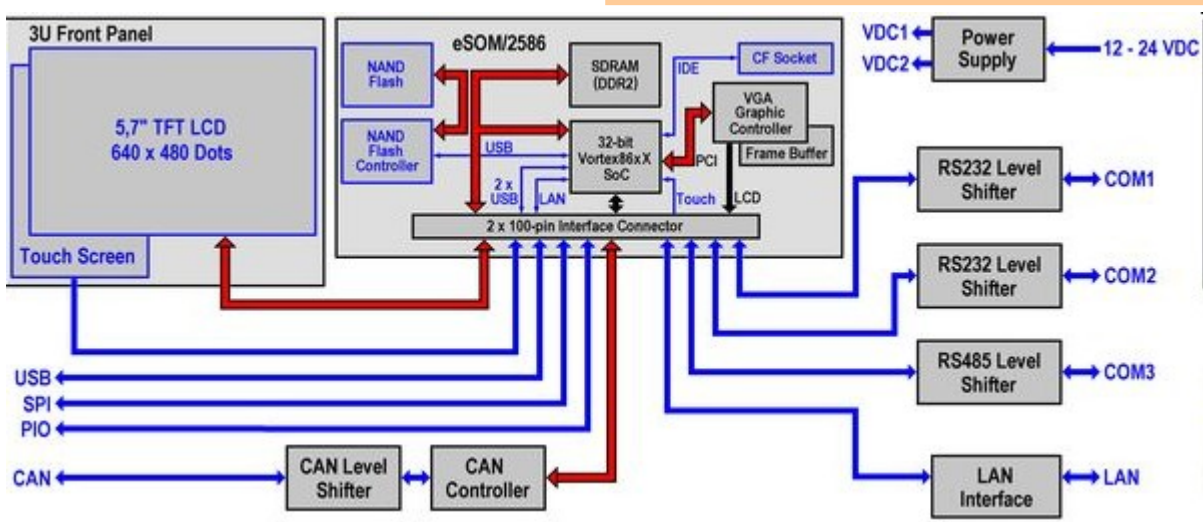 3U Front Panel
5,7" TFT LCD
640 x 480 Dots
Touch Screen
eSOM/2586
NAND
Flash
NAND
Flash
Controller
SDRAM
(DDR2)
IDE
CF Socket
VGA
Graphic
Controller
Frame Buffer
32-bit
Vortex86xX
SoC
USB
2 x
USB
LAN
PCI
Touch
LCD
2 x 100-pin Interface Connector
VDC1
VDC2
Power
Supply
12 - 24 VDC
RS232 Level
Shifter
COM1
RS232 Level
Shifter
COM2
RS485 Level
Shifter
COM3
LAN
Interface
LAN
USB
SPI
PIO
CAN
CAN Level
Shifter
CAN
Controller